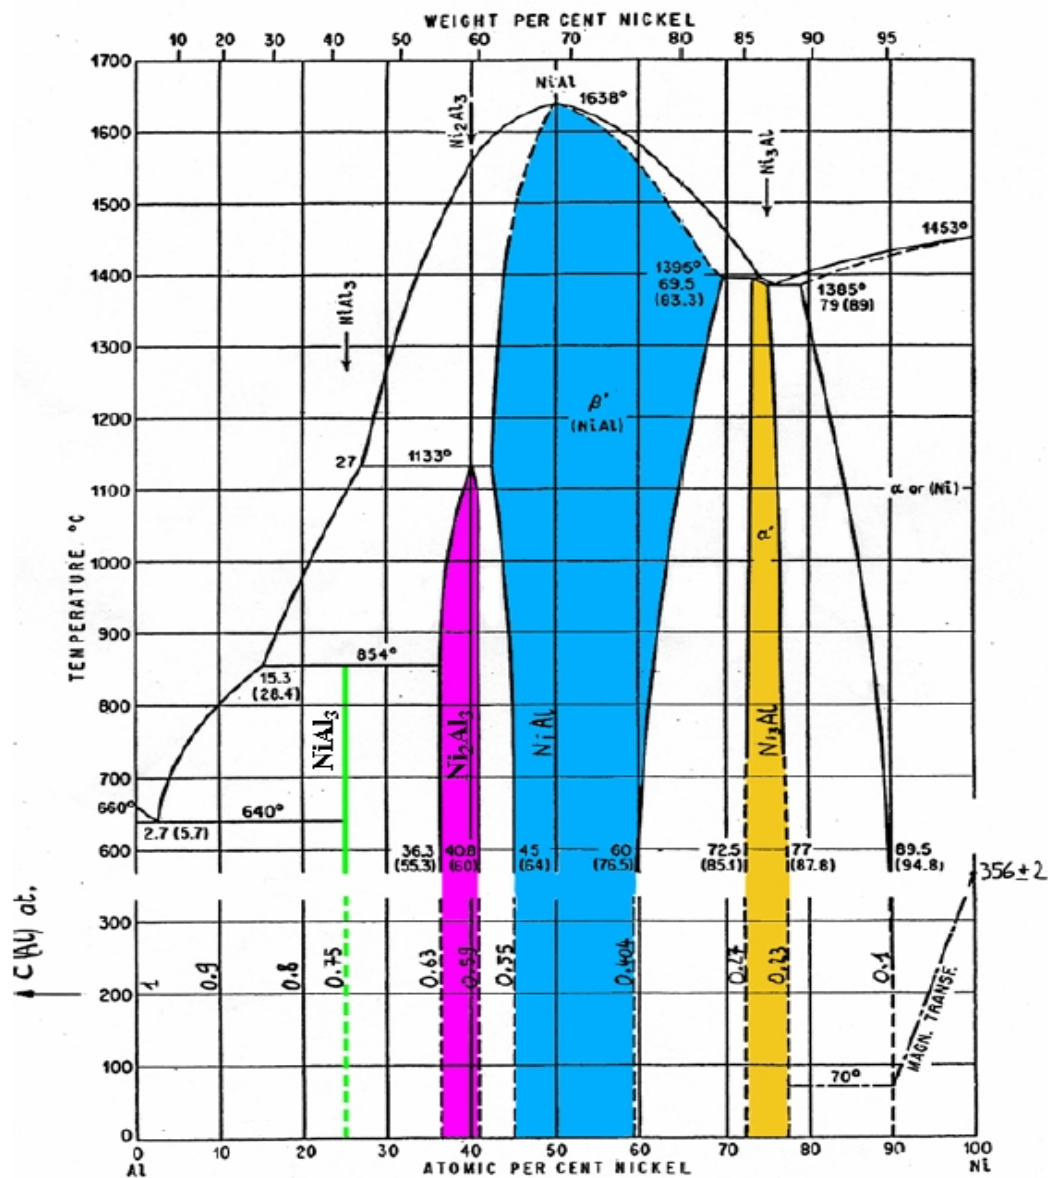 WEIGHT PER CENT NICKEL
10 20 30 40 50 60 70 80 85 90 95
1700
NiAl
1638°
1600
Ni₂Al₃
Ni₃Al
1500
1453°
1400
1395°
69.5
(83.3)
1385°
79 (89)
NiAl₃
1300
1200
β'
(NiAl)
27
1133°
1100
α or (Ni)
α'
1000
TEMPERATURE °C
900
854°
15.3
(28.4)
800
NiAl₃
Ni₂Al₃
NiAl
Ni₃Al
700
660°
640°
2.7 (5.7)
600
36.3
(55.3)
40.8
(60)
45
(64)
60
(76.5)
72.5
(85.1)
77
(87.8)
89.5
(94.8)
356±2
C(Al) at.
300
1 0.9 0.8 0.75 0.63 0.59 0.55 0.404 0.27 0.23 0.1
200
MAGN. TRANSF.
100
70°
0
0 10 20 30 40 50 60 70 80 90 100
Al
ATOMIC PER CENT NICKEL
Ni